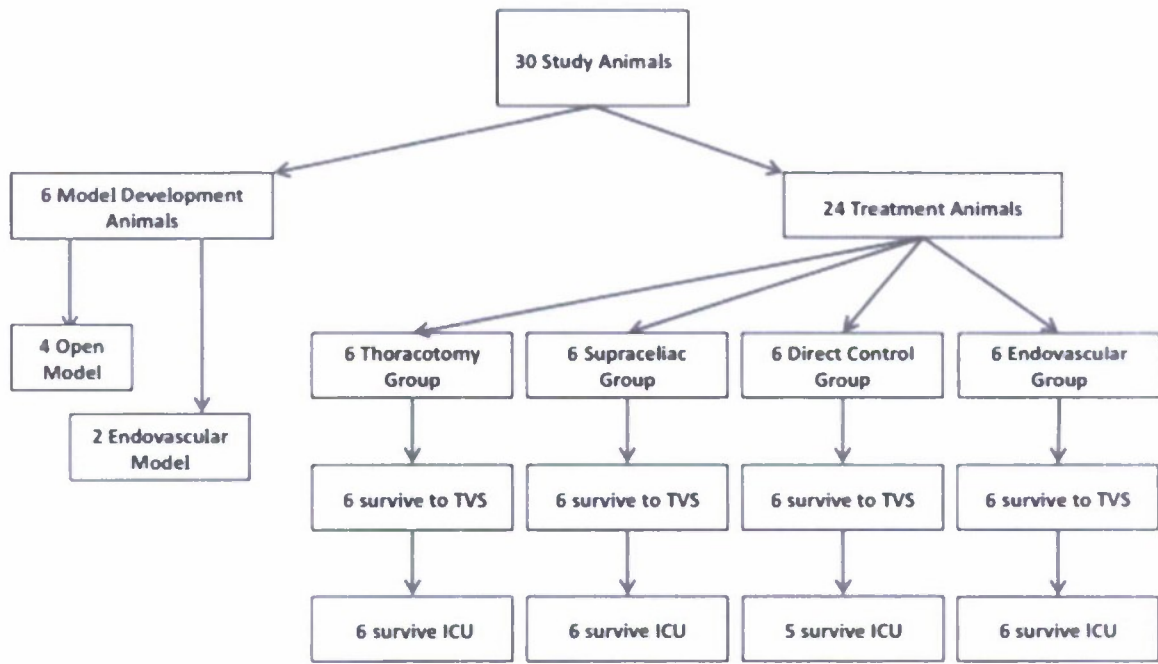 30 Study Animals
6 Model Development
Animals
24 Treatment Animals
4 Open
Model
2 Endovascular
Model
6 Thoracotomy
Group
6 Supraceliac
Group
6 Direct Control
Group
6 Endovascular
Group
6 survive to TVS
6 survive to TVS
6 survive to TVS
6 survive to TVS
6 survive ICU
6 survive ICU
5 survive ICU
6 survive ICU